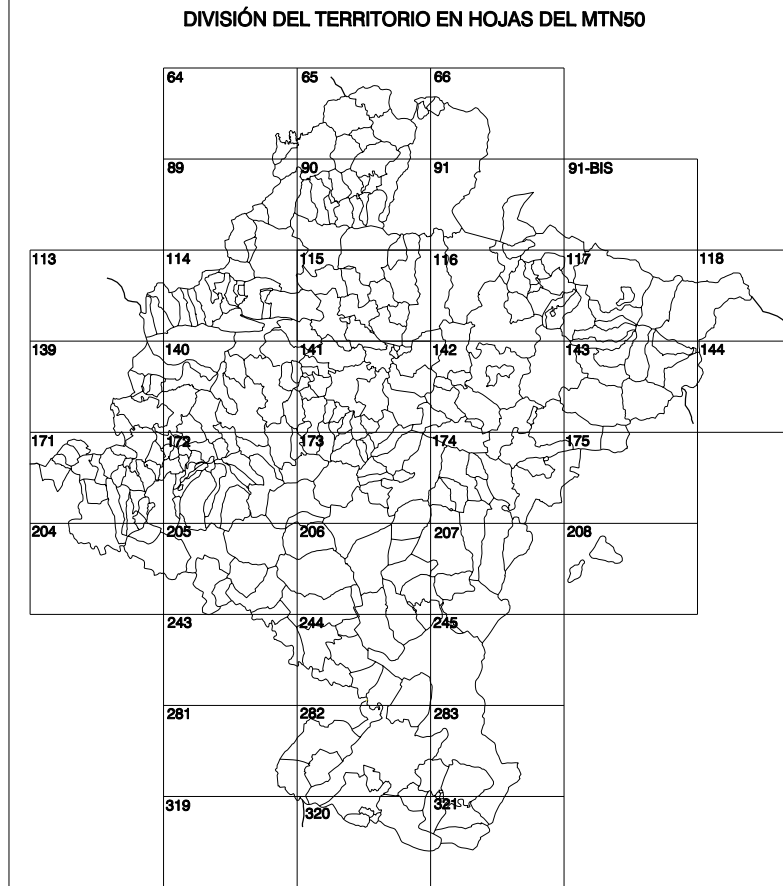 DIVISIÓN DEL TERRITORIO EN HOJAS DEL MTN50
64 65 66
89 90 91 91-BIS
113 114 115 116 117 118
139 140 141 142 143 144
171 172 173 174 175
204 205 206 207 208
243 244 245
281 282 283
319 320 321